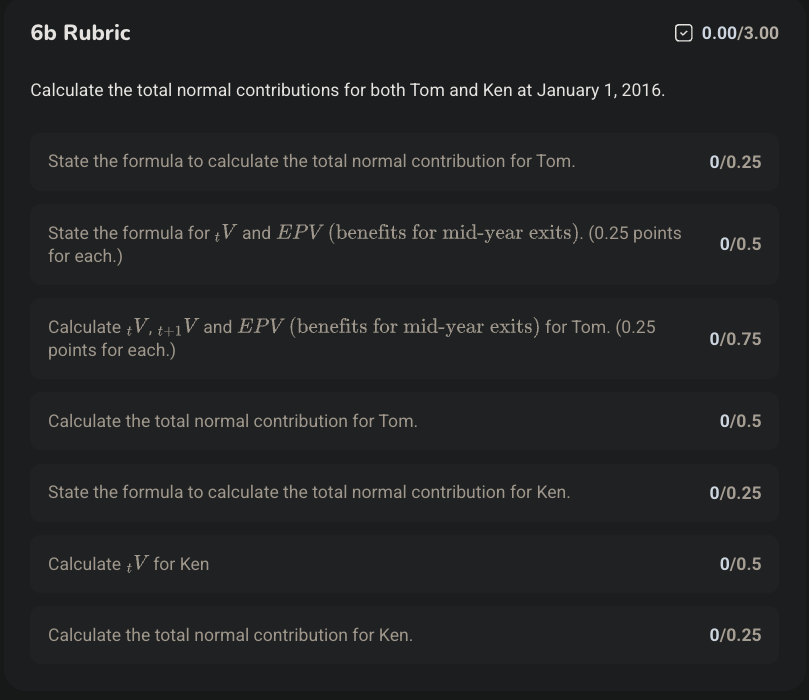 6b Rubric
0.00/3.00
Calculate the total normal contributions for both Tom and Ken at January 1, 2016.
State the formula to calculate the total normal contribution for Tom.
0/0.25
State the formula for ₜV and EPV (benefits for mid-year exits). (0.25 points
for each.)
0/0.5
Calculate ₜV, ₜ₊₁V and EPV (benefits for mid-year exits) for Tom. (0.25
points for each.)
0/0.75
Calculate the total normal contribution for Tom.
0/0.5
State the formula to calculate the total normal contribution for Ken.
0/0.25
Calculate ₜV for Ken
0/0.5
Calculate the total normal contribution for Ken.
0/0.25